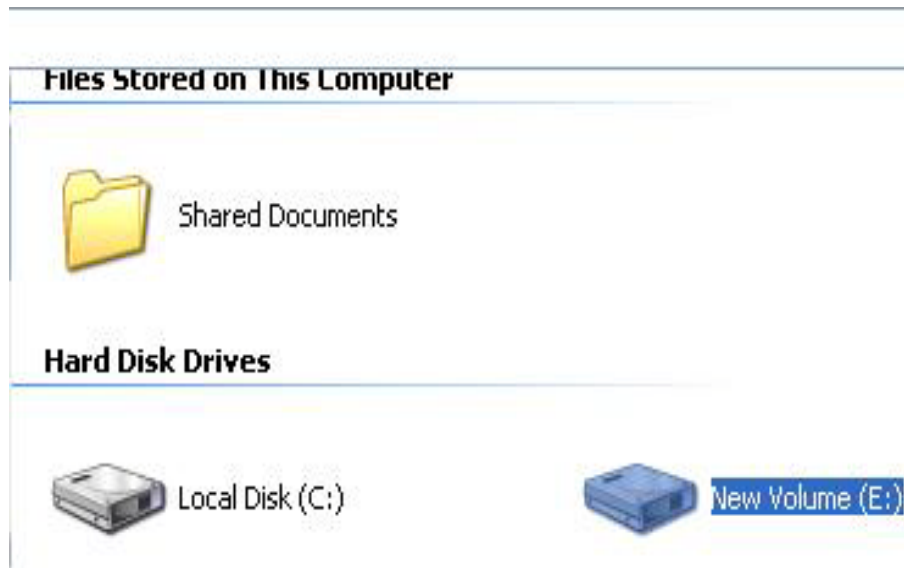 Files Stored on This Computer
Shared Documents
Hard Disk Drives
Local Disk (C:)
New Volume (E:)